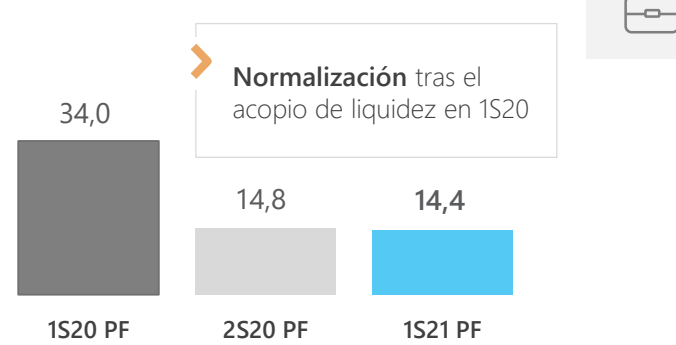 Normalización tras el
acopio de liquidez en 1S20
34,0
14,8
14,4
1S20 PF
2S20 PF
1S21 PF